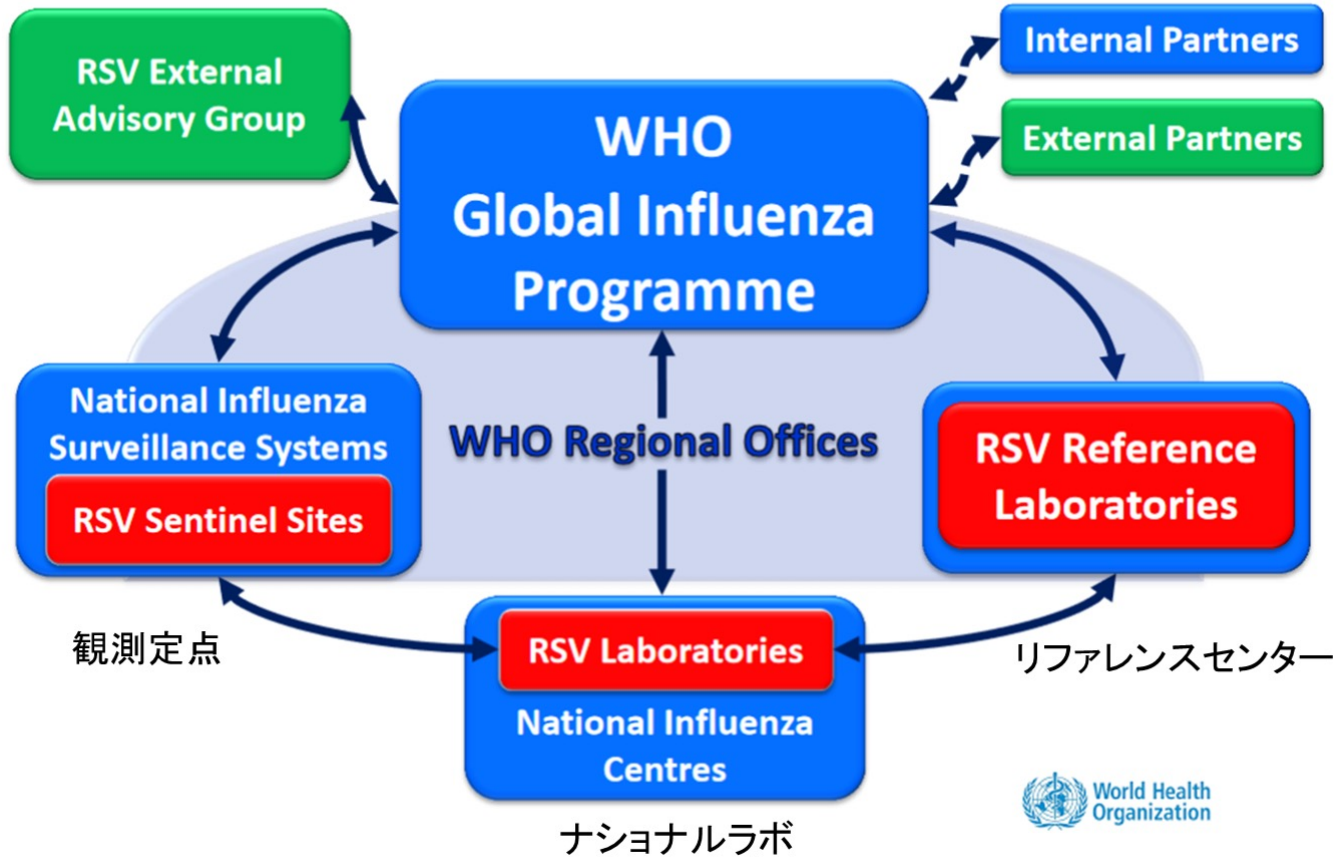 RSV External
Advisory Group
WHO
Global Influenza
Programme
Internal Partners
External Partners
National Influenza
Surveillance Systems
RSV Sentinel Sites
WHO Regional Offices
RSV Reference
Laboratories
観測定点
RSV Laboratories
National Influenza
Centres
リファレンスセンター
ナショナルラボ
World Health
Organization